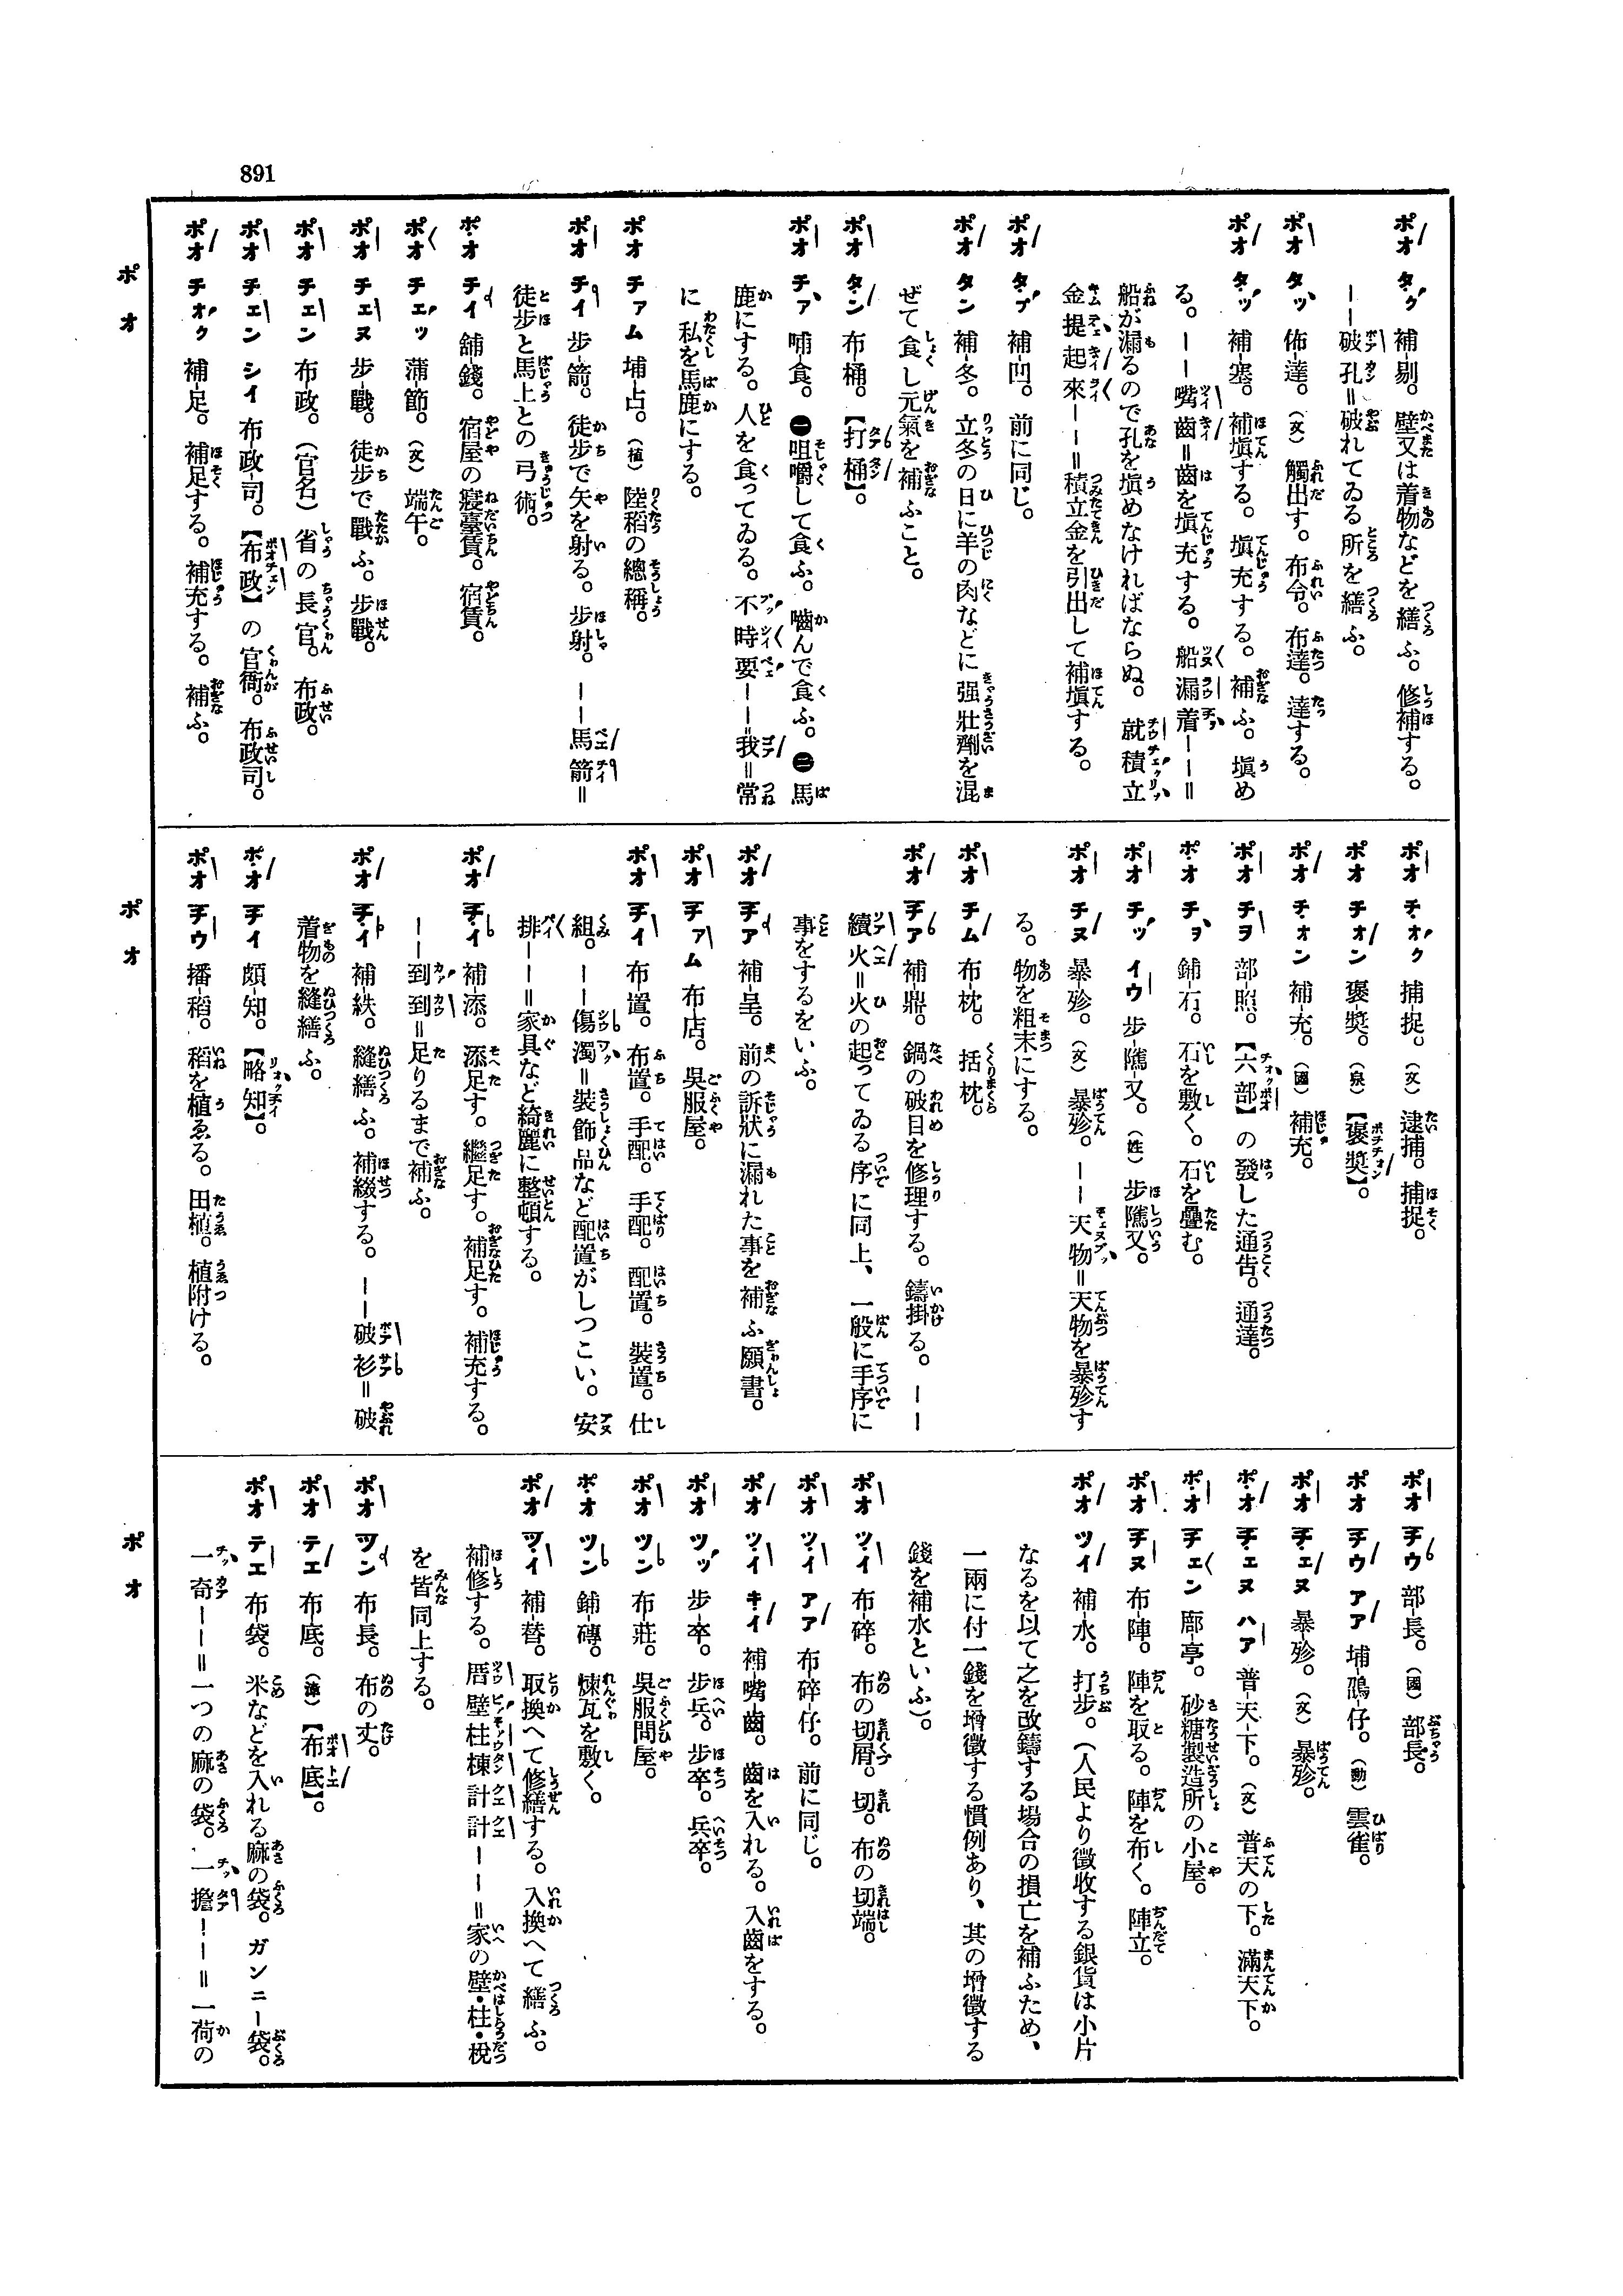 891
ポオ
ポオ タク 補-剔。壁又は着物などを繕ふ。修補する。
——破孔=破れてゐる所を繕ふ。
ポオ タッ 佈-達。(文)觸出す。布令。布達。達する。
ポオ タッ 補-塞。補塡する。塡充する。補ふ。塡め
る。——嘴齒=齒を塡充する。船漏着——=
船が漏るので孔を塡めなければならぬ。就積立
金提起來——=積立金を引出して補塡する。
ポオ タプ 補-凹。前に同じ。
ポオ タン 補-冬。立冬の日に羊の肉などに强壯劑を混
ぜて食し元氣を補ふこと。
ポオ タン 布-桶。【打桶】。
ポオ チァ 哺-食。㊀咀嚼して食ふ。嚙んで食ふ。㊁馬
鹿にする。人を食ってゐる。不時要——我=常
に私を馬鹿にする。
ポオ チァム 埔-占。(植)陸稻の總稱。
ポオ チイ 步-箭。徒步で矢を射る。步射。——馬箭=
徒步と馬上との弓術。
ポオ チイ 舖-錢。宿屋の寢臺賃。宿賃。
ポオ チェッ 蒲-節。(文)端午。
ポオ チェヌ 步-戰。徒步で戰ふ。步戰。
ポオ チェン 布-政。(官名)省の長官。布政。
ポオ チェン シイ 布-政-司。【布政】の官衙。布政司。
ポオ チォク 補-足。補足する。補充する。補ふ。
ポオ
ポオ チォク 捕-捉。(文)逮捕。捕捉。
ポオ チォン 褒-奬。(泉)【褒奬】。
ポオ チォン 補-充。(國)補充。
ポオ チヲ 部-照。【六部】の發した通告。通達。
ポオ チヲ 鋪-石。石を敷く。石を疊む。
ポオ チッ イウ 步-隲-又。(姓)步隲又。
ポオ チヌ 暴-殄。(文)暴殄。——天物=天物を暴殄す
る。物を粗末にする。
ポオ チム 布-枕。括枕。
ポオ チア 補-鼎。鍋の破目を修理する。鑄掛る。——
續火=火の起ってゐる序に同上、一般に手序に
事をするをいふ。
ポオ チア 補-呈。前の訴狀に漏れた事を補ふ願書。
ポオ チァム 布-店。吳服屋。
ポオ チイ 布-置。布置。手配。手配。配置。裝置。仕
組。——傷濁=裝飾品など配置がしつこい。安
排——=家具など綺麗に整頓する。
ポオ チイ 補-添。添足す。繼足す。補足す。補充する。
——到到=足りるまで補ふ。
ポオ チイ 補-紩。縫繕ふ。補綴する。——破衫=破
着物を縫繕ふ。
ポオ チイ 頗-知。【略知】。
ポオ チウ 播-稻。稻を植ゑる。田植。植附ける。
ポオ
ポオ チウ 部-長。(國)部長。
ポオ チウ アア 埔-鴟-仔。(動)雲雀。
ポオ チェヌ 暴-殄。(文)暴殄。
ポオ チェヌ ハア 普-天-下。(文)普天の下。滿天下。
ポオ チェン 廍-亭。砂糖製造所の小屋。
ポオ チヌ 布-陣。陣を取る。陣を布く。陣立。
ポオ ツイ 補-水。打步。(人民より徵收する銀貨は小片
なるを以て之を改鑄する場合の損亡を補ふため、
一兩に付一錢を增徵する慣例あり、其の增徵する
錢を補水といふ)。
ポオ ツイ 布-碎。布の切屑。切。布の切端。
ポオ ツイ アア 布-碎-仔。前に同じ。
ポオ ツイ キイ 補-嘴-齒。齒を入れる。入齒をする。
ポオ ツッ 步-卒。步兵。步卒。兵卒。
ポオ ツン 布-莊。吳服問屋。
ポオ ツン 鋪-磚。煉瓦を敷く。
ポオ ツイ 補-替。取換へて修繕する。入換へて繕ふ。
補修する。厝壁柱棟計計——=家の壁・柱・梲
を皆同上する。
ポオ ツン 布-長。布の丈。
ポオ テエ 布-底。(漳)【布底】。
ポオ テエ 布-袋。米などを入れる麻の袋。ガンニー袋。
一奇——=一つの麻の袋。一擔——=一荷の